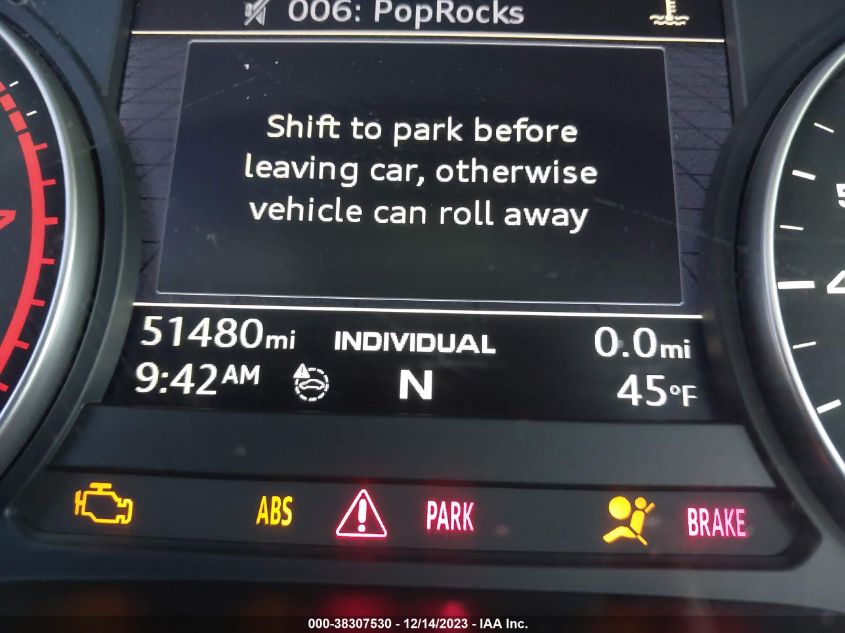 006: PopRocks
Shift to park before
leaving car, otherwise
vehicle can roll away
51480mi INDIVIDUAL 0.0mi
9:42AM N 45°F
4
ABS PARK BRAKE
000-38307530 - 12/14/2023 - IAA Inc.